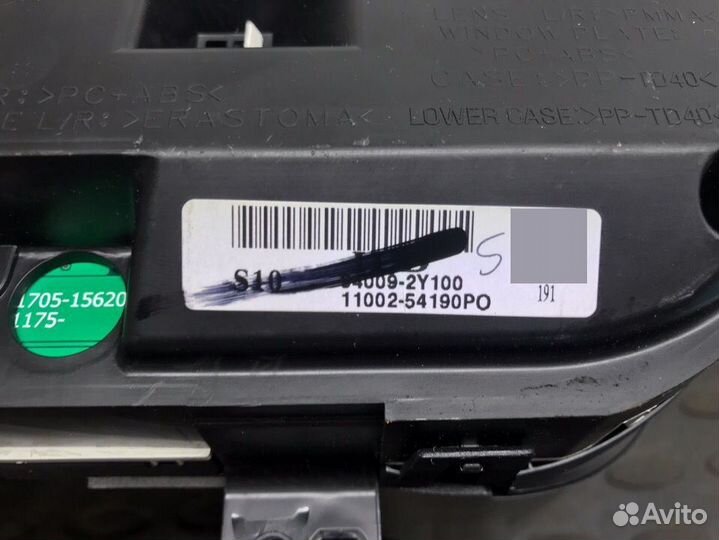 LENS L/R:>PMMA<
WINDOW PLATE:
>PC+ABS<
CASE:>PP-TD40<
R:>PC+ABS<
E L/R:>ERASTOMA<
LOWER CASE:>PP-TD40<
S
S10
94009-2Y100
11002-54190PO
191
1705-15620
1175-
Avito